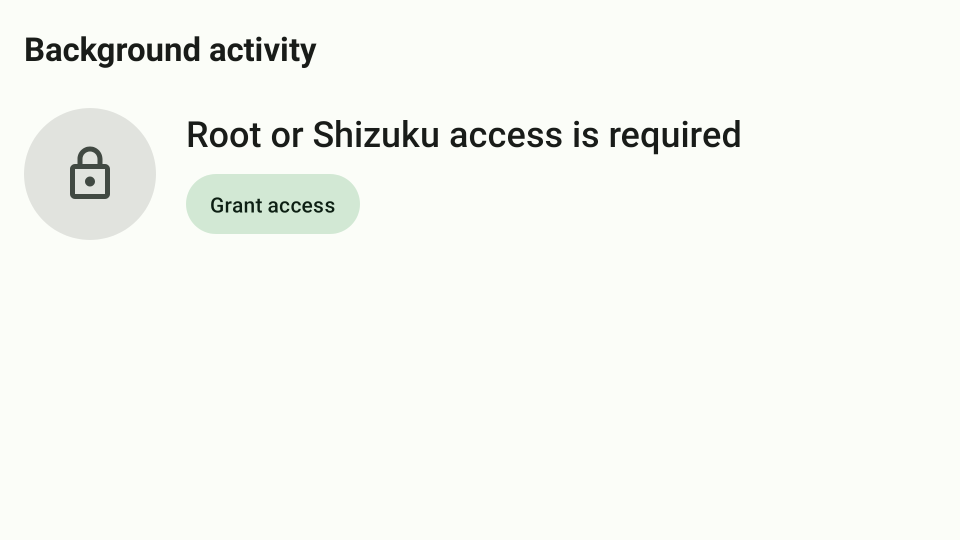 Background activity
Root or Shizuku access is required
Grant access